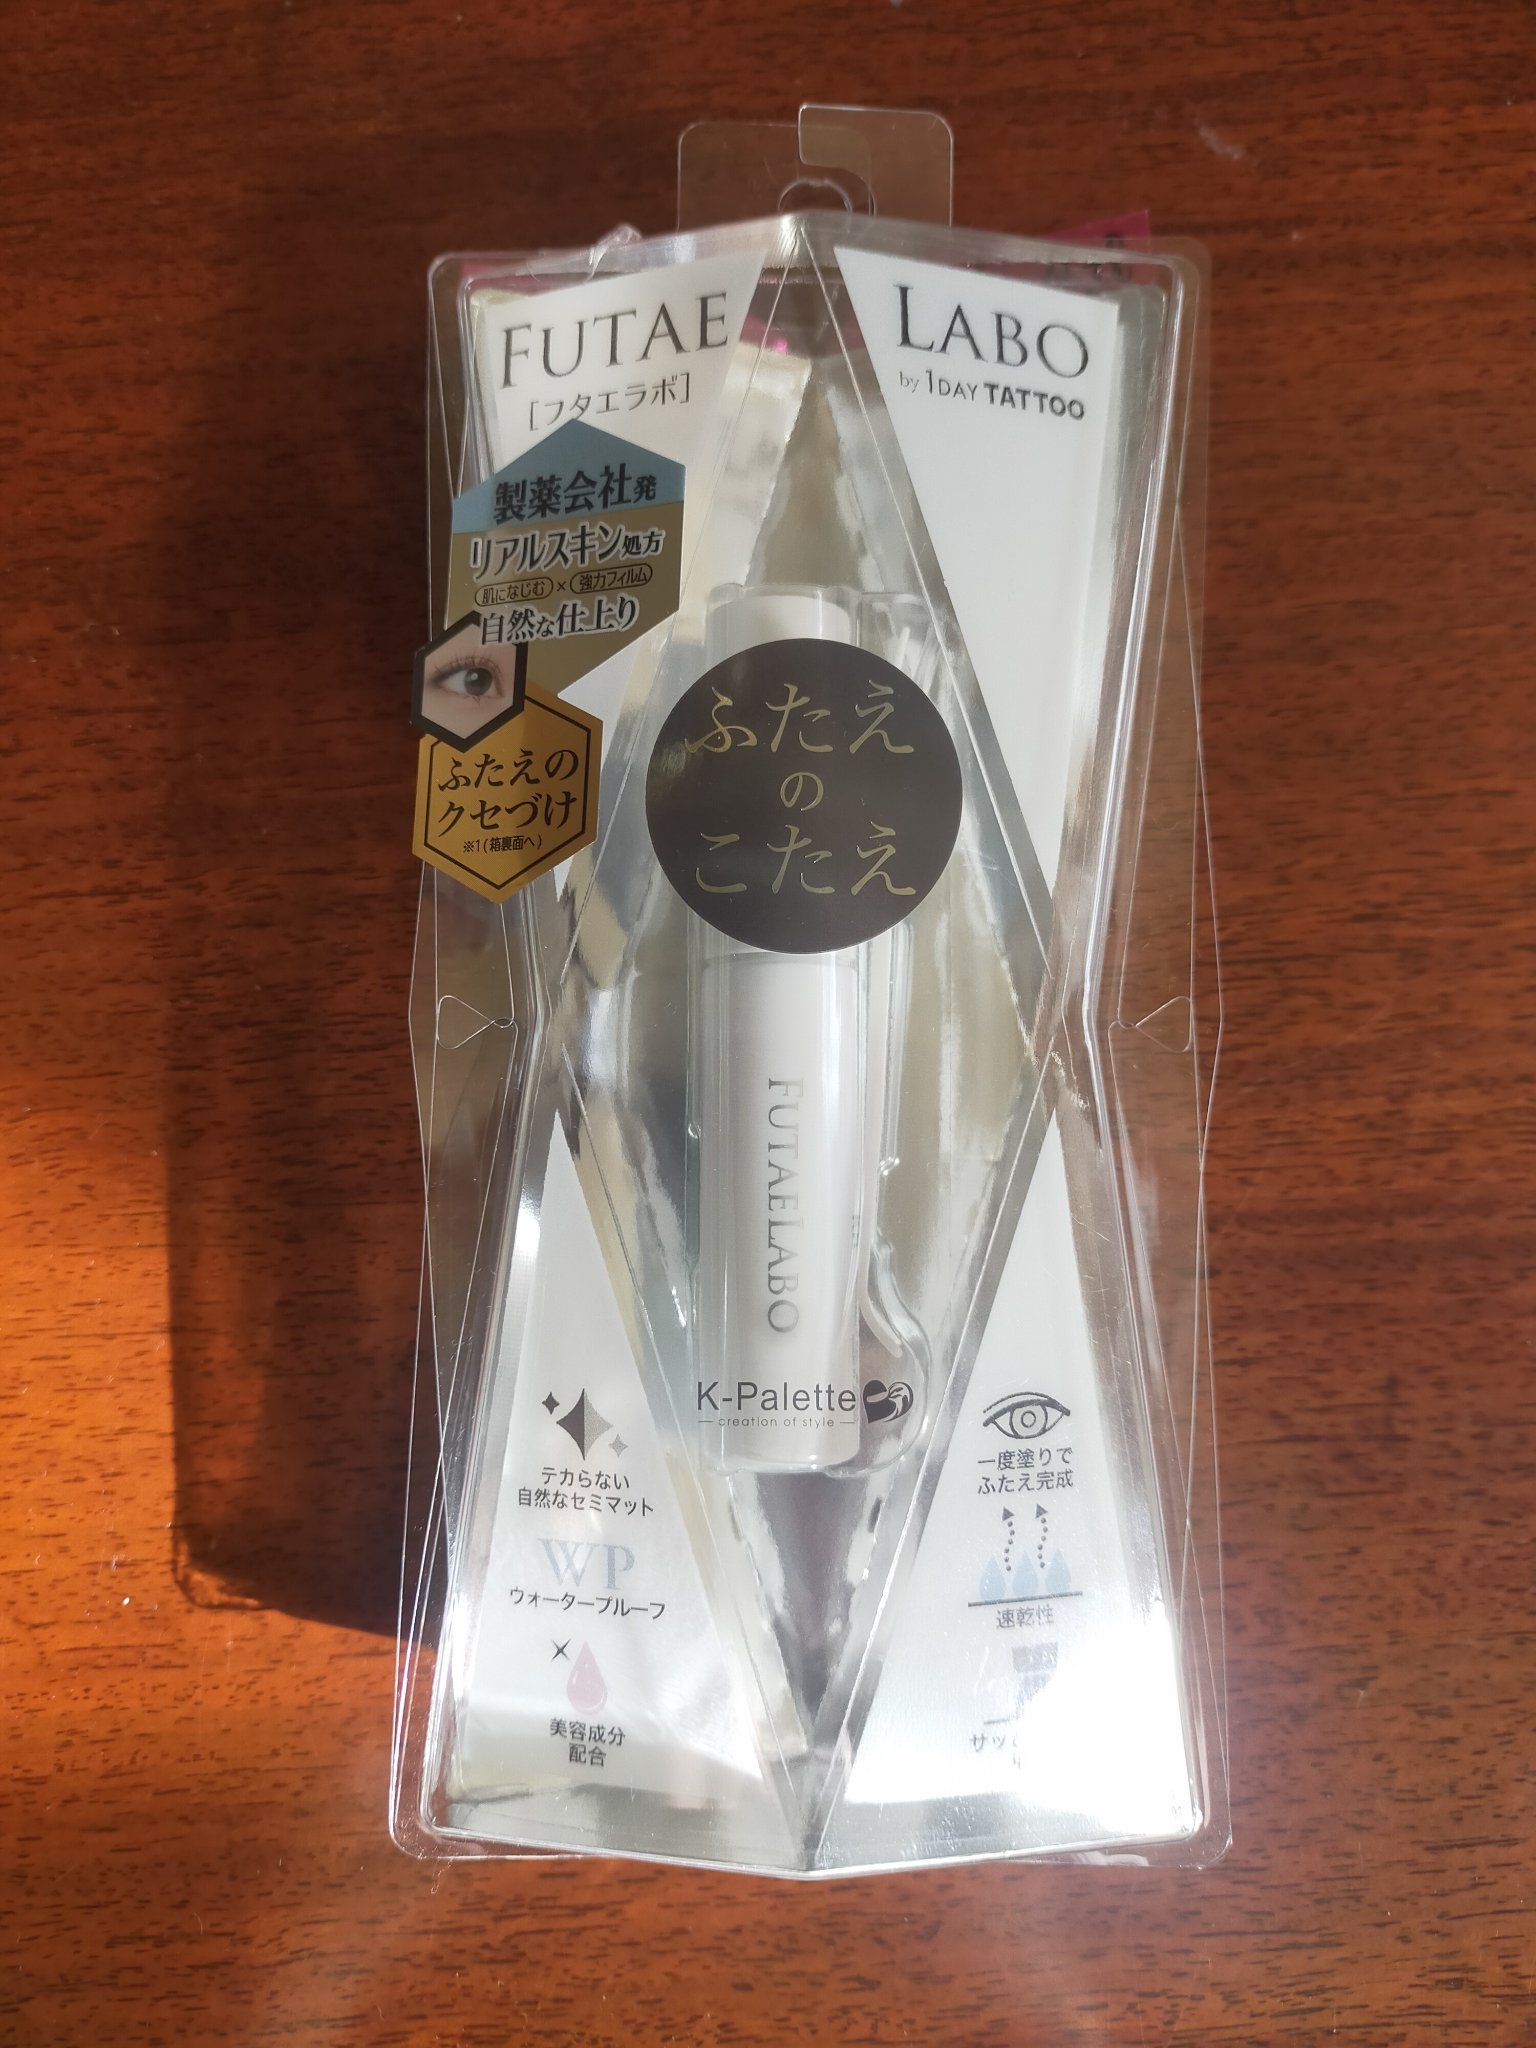 FUTAE
[フタエラボ]
LABO
by 1DAY TATTOO
製薬会社発
リアルスキン処方
肌になじむ×強力フィルム
自然な仕上り
ふたえの
クセづけ
※1(箱裏面へ)
ふたえ
の
こたえ
FUTAELABO
K-Palette
creation of style
テカらない
自然なセミマット
WP
ウォータープルーフ
美容成分
配合
一度塗りで
ふたえ完成
速乾性